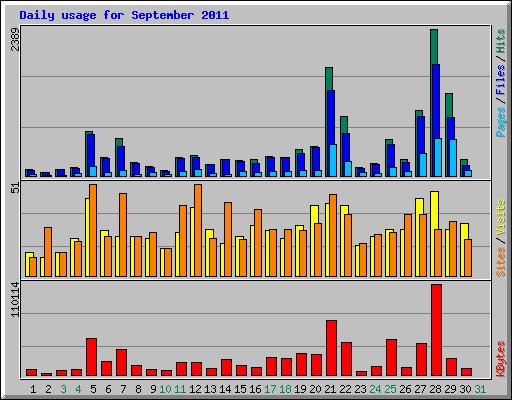 Daily usage for September 2011
2389
Pages / Files / Hits
51
Sites / Visits
110114
KBytes
1 2 3 4 5 6 7 8 9 10 11 12 13 14 15 16 17 18 19 20 21 22 23 24 25 26 27 28 29 30 31